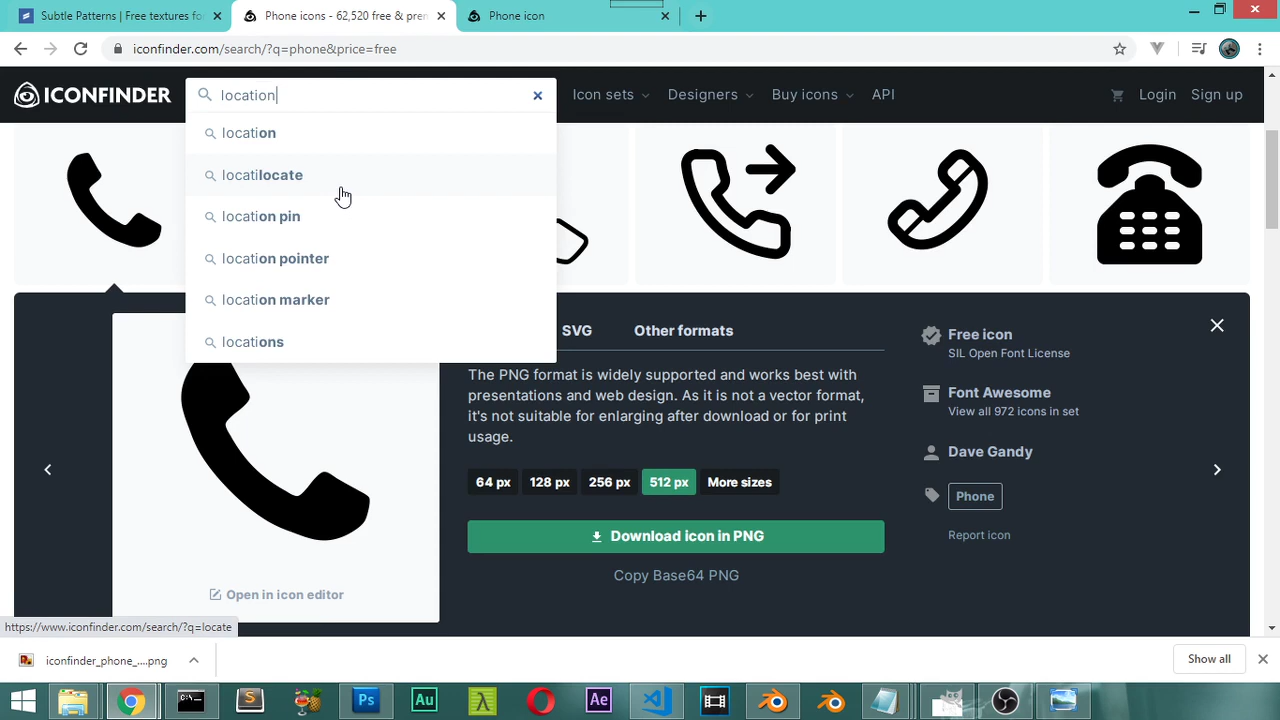 Subtle Patterns | Free textures for
Phone icons - 62,520 free & pren
Phone icon
iconfinder.com/search/?q=phone&price=free
ICONFINDER
location
Icon sets
Designers
Buy icons
API
Login
Sign up
location
locatilocate
location pin
location pointer
location marker
locations
SVG
Other formats
The PNG format is widely supported and works best with
presentations and web design. As it is not a vector format,
it's not suitable for enlarging after download or for print
usage.
64 px
128 px
256 px
512 px
More sizes
Download icon in PNG
Copy Base64 PNG
Free icon
SIL Open Font License
Font Awesome
View all 972 icons in set
Dave Gandy
Phone
Report icon
Open in icon editor
https://www.iconfinder.com/search/?q=locate
iconfinder_phone_....png
Show all
Ps
Au
Ae